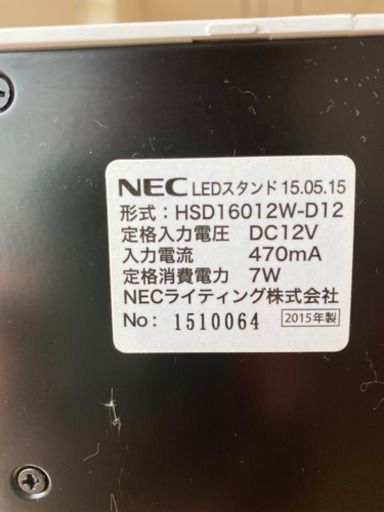 NEC LEDスタンド 15.05.15
形式：HSD16012W-D12
定格入力電圧 DC12V
入力電流 470mA
定格消費電力 7W
NECライティング株式会社
No: 1510064 2015年製